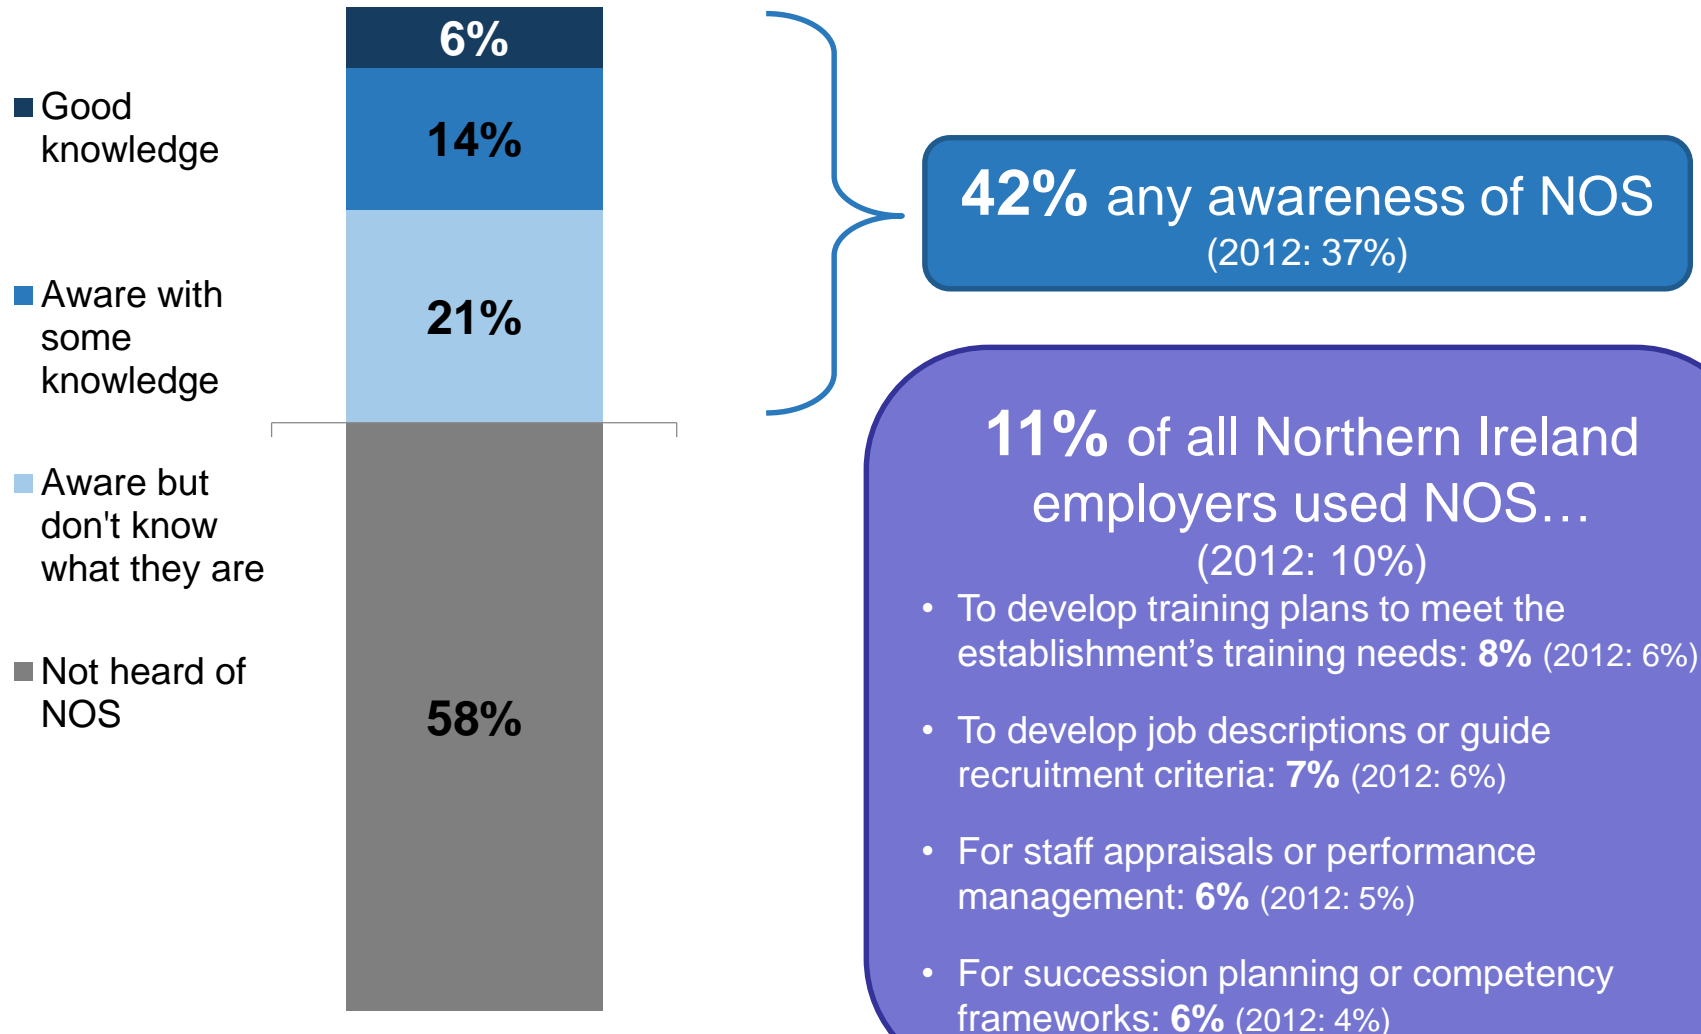 6%
14%
21%
58%
Good
knowledge
Aware with
some
knowledge
Aware but
don't know
what they are
Not heard of
NOS
42% any awareness of NOS
(2012: 37%)
11% of all Northern Ireland
employers used NOS…
(2012: 10%)
• To develop training plans to meet the
establishment’s training needs: 8% (2012: 6%)
• To develop job descriptions or guide
recruitment criteria: 7% (2012: 6%)
• For staff appraisals or performance
management: 6% (2012: 5%)
• For succession planning or competency
frameworks: 6% (2012: 4%)